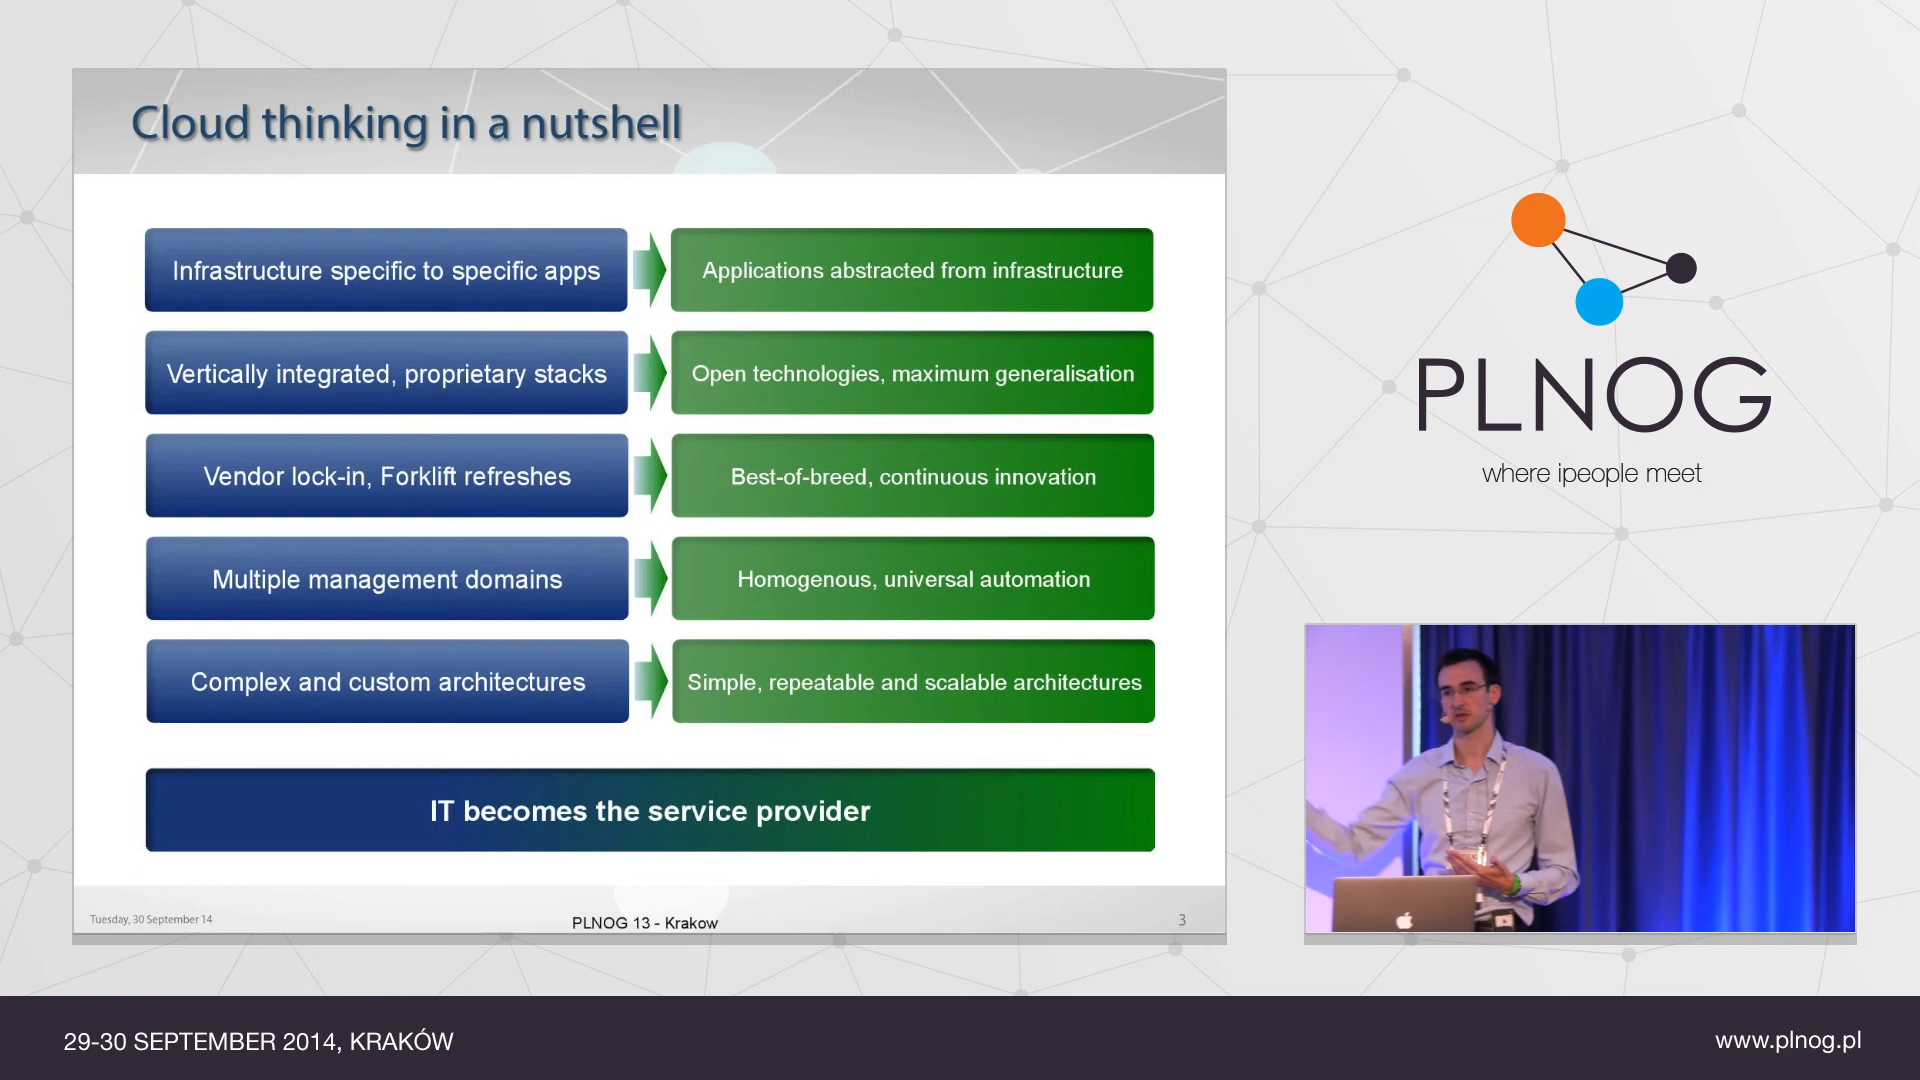 Cloud thinking in a nutshell
Infrastructure specific to specific apps
Applications abstracted from infrastructure
Vertically integrated, proprietary stacks
Open technologies, maximum generalisation
Vendor lock-in, Forklift refreshes
Best-of-breed, continuous innovation
Multiple management domains
Homogenous, universal automation
Complex and custom architectures
Simple, repeatable and scalable architectures
IT becomes the service provider
Tuesday, 30 September 14
PLNOG 13 - Krakow
3
PLNOG
where ipeople meet
29-30 SEPTEMBER 2014, KRAKÓW
www.plnog.pl